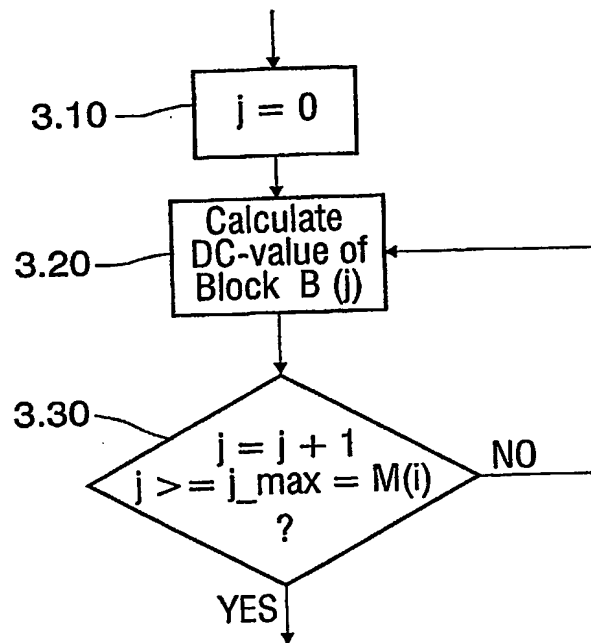 3.10
j = 0
3.20
Calculate
DC-value of
Block B (j)
3.30
j = j + 1
j >= j_max = M(i)
?
NO
YES